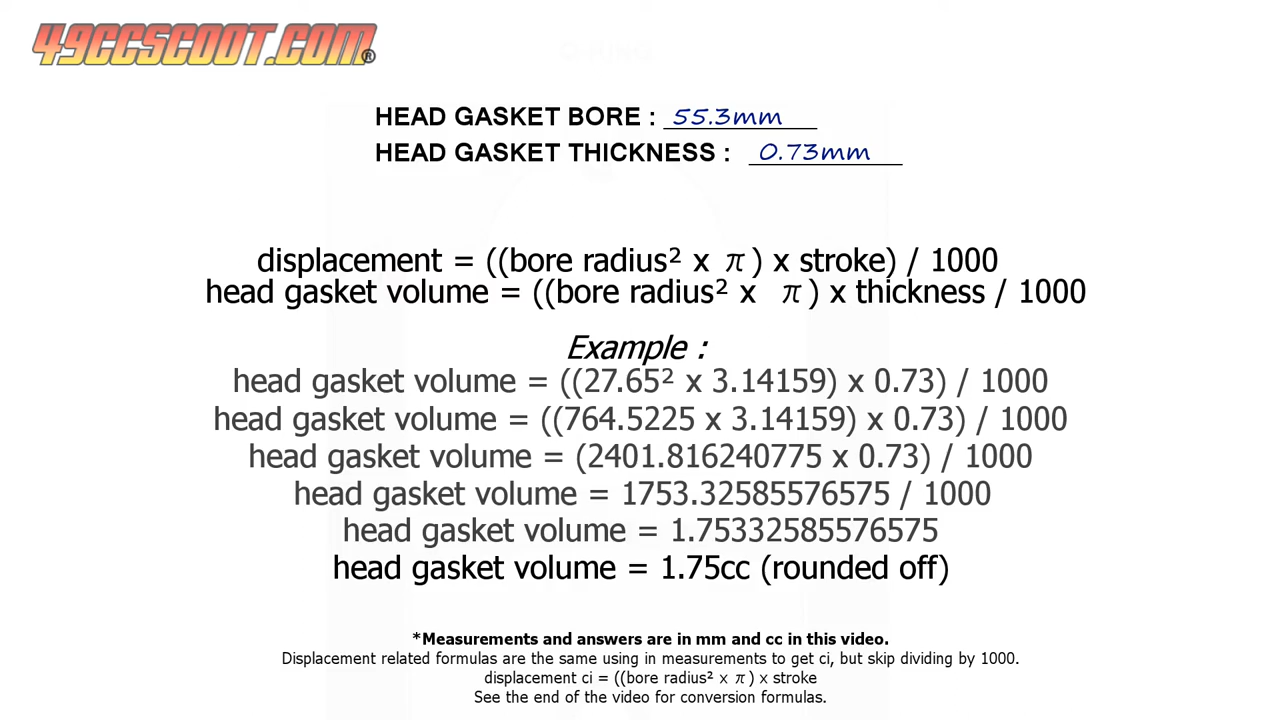 49CCSCOOT.COM®
HEAD GASKET BORE : 55.3mm
HEAD GASKET THICKNESS : 0.73mm
displacement = ((bore radius² x π ) x stroke) / 1000
head gasket volume = ((bore radius² x π ) x thickness / 1000
Example :
head gasket volume = ((27.65² x 3.14159) x 0.73) / 1000
head gasket volume = ((764.5225 x 3.14159) x 0.73) / 1000
head gasket volume = (2401.816240775 x 0.73) / 1000
head gasket volume = 1753.32585576575 / 1000
head gasket volume = 1.75332585576575
head gasket volume = 1.75cc (rounded off)
*Measurements and answers are in mm and cc in this video.
Displacement related formulas are the same using in measurements to get ci, but skip dividing by 1000.
displacement ci = ((bore radius² x π ) x stroke
See the end of the video for conversion formulas.